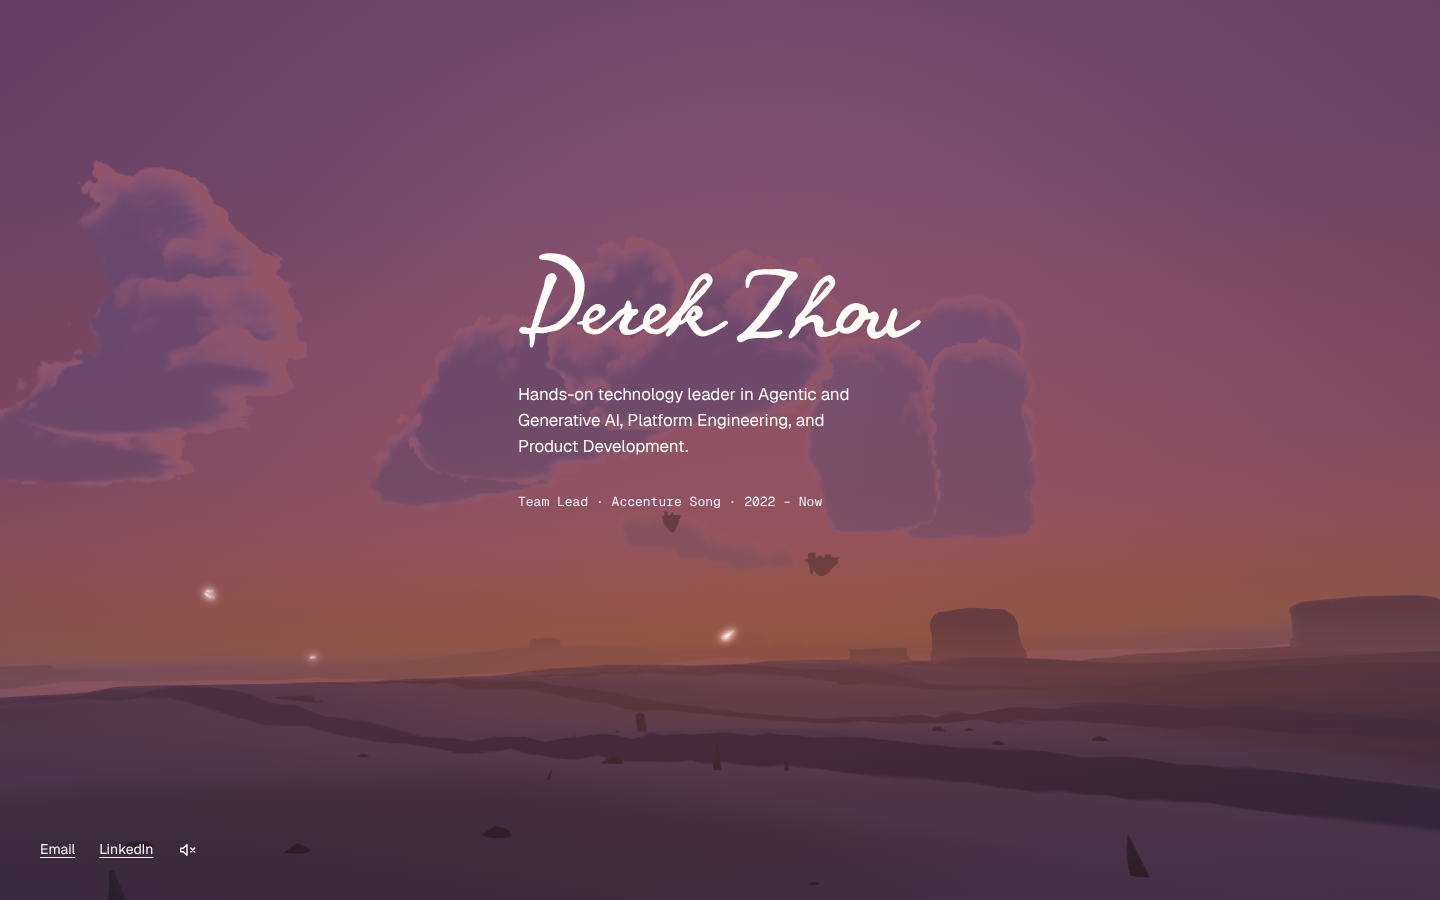 Derek Zhou
Hands-on technology leader in Agentic and
Generative AI, Platform Engineering, and
Product Development.
Team Lead · Accenture Song · 2022 – Now
Email LinkedIn